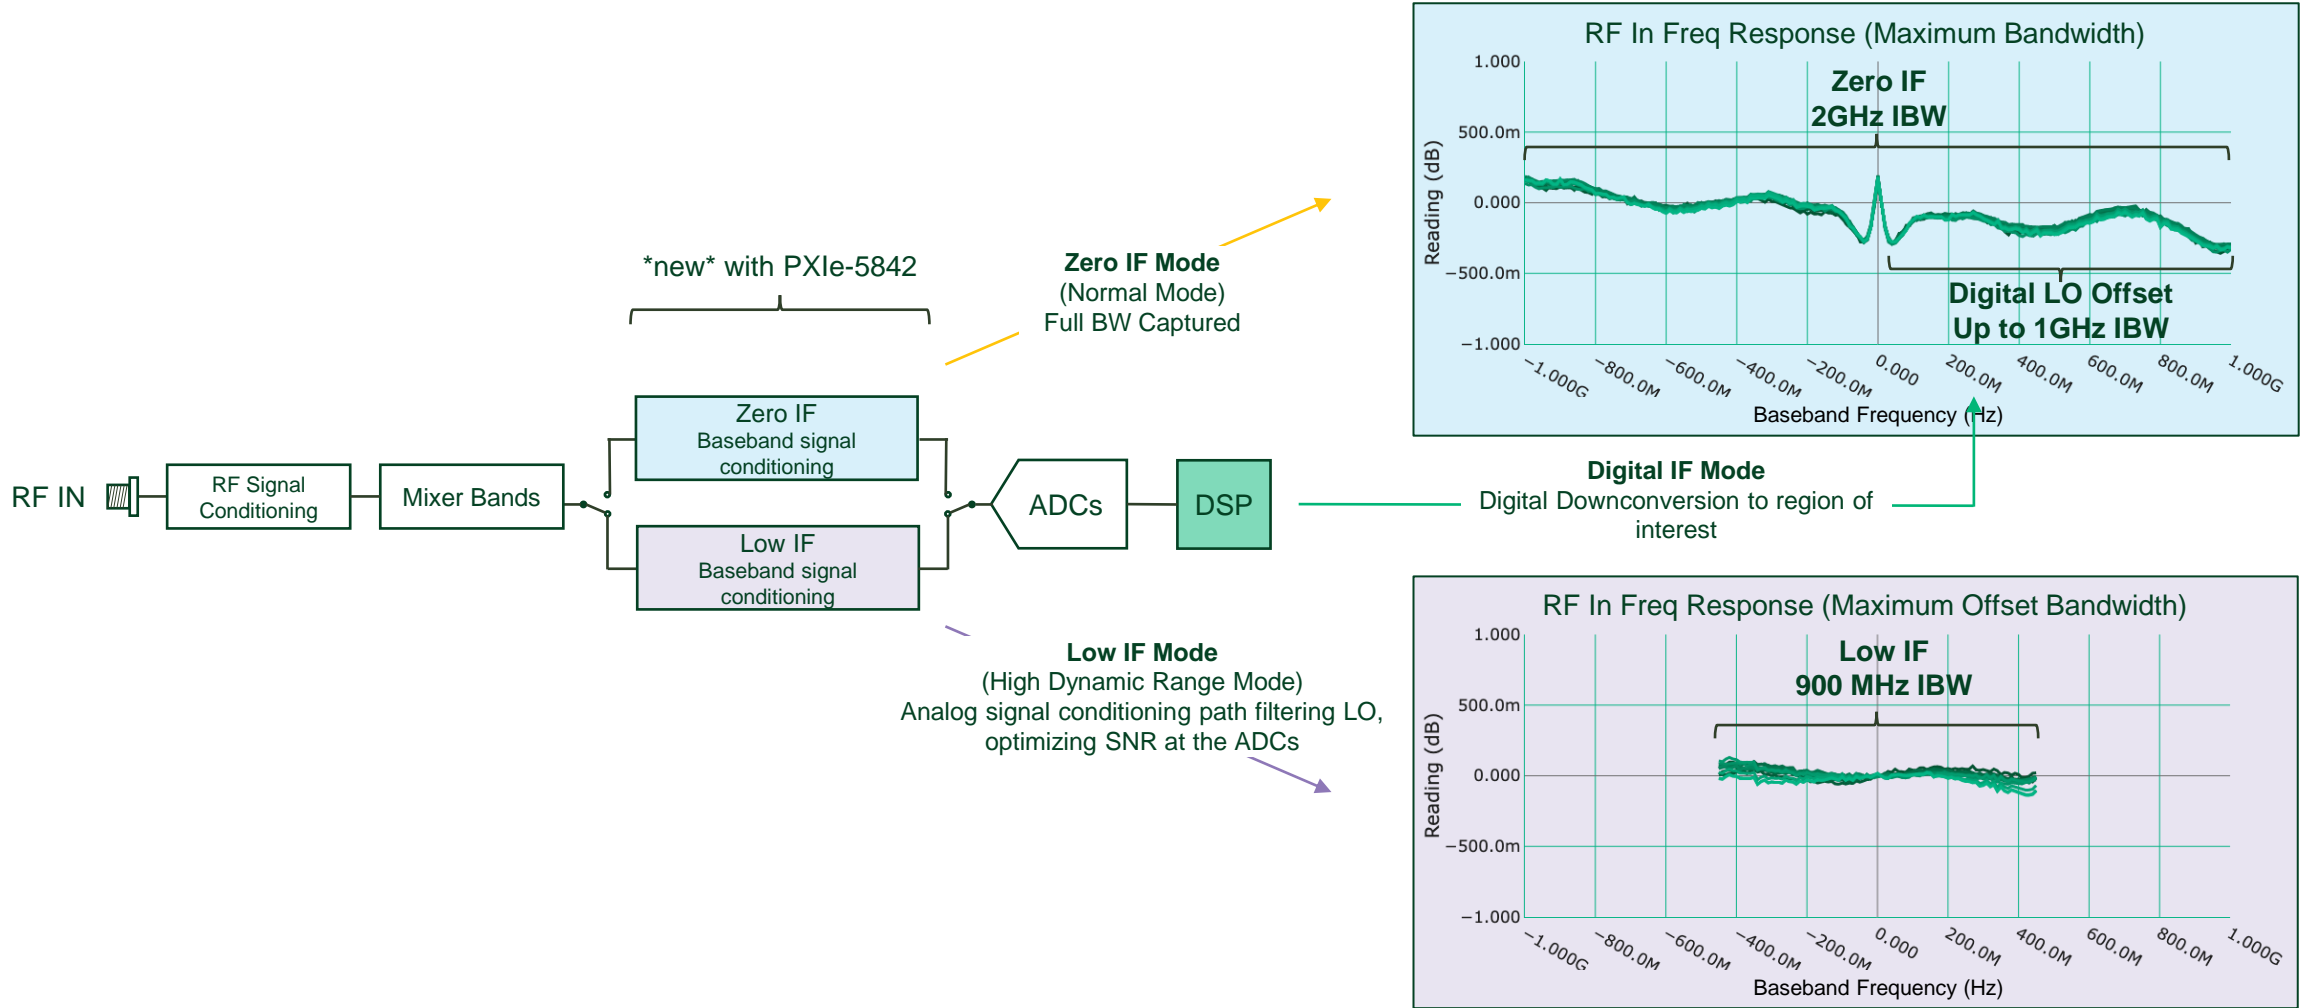 RF IN
RF Signal
Conditioning
Mixer Bands
*new* with PXIe-5842
Zero IF
Baseband signal
conditioning
Low IF
Baseband signal
conditioning
ADCs
DSP
Zero IF Mode
(Normal Mode)
Full BW Captured
Digital IF Mode
Digital Downconversion to region of
interest
Low IF Mode
(High Dynamic Range Mode)
Analog signal conditioning path filtering LO,
optimizing SNR at the ADCs
RF In Freq Response (Maximum Bandwidth)
Zero IF
2GHz IBW
Digital LO Offset
Up to 1GHz IBW
Reading (dB)
1.000
500.0m
0.000
−500.0m
−1.000
−1.000G
−800.0M
−600.0M
−400.0M
−200.0M
0.000
200.0M
400.0M
600.0M
800.0M
1.000G
Baseband Frequency (Hz)
RF In Freq Response (Maximum Offset Bandwidth)
Low IF
900 MHz IBW
Reading (dB)
1.000
500.0m
0.000
−500.0m
−1.000
−1.000G
−800.0M
−600.0M
−400.0M
−200.0M
0.000
200.0M
400.0M
600.0M
800.0M
1.000G
Baseband Frequency (Hz)